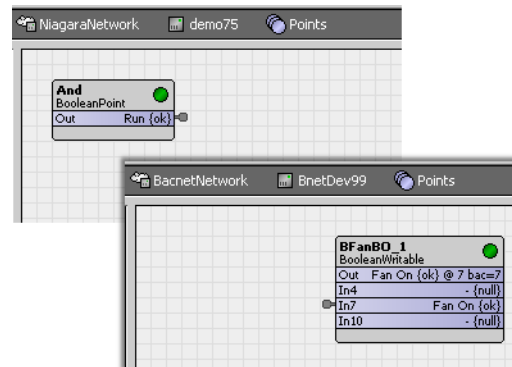 NiagaraNetwork demo75 Points
And
BooleanPoint
Out Run {ok}
BacnetNetwork BnetDev99 Points
BFanBO_1
BooleanWritable
Out Fan On {ok} @ 7 bac=7
In4 - {null}
In7 Fan On {ok}
In10 - {null}